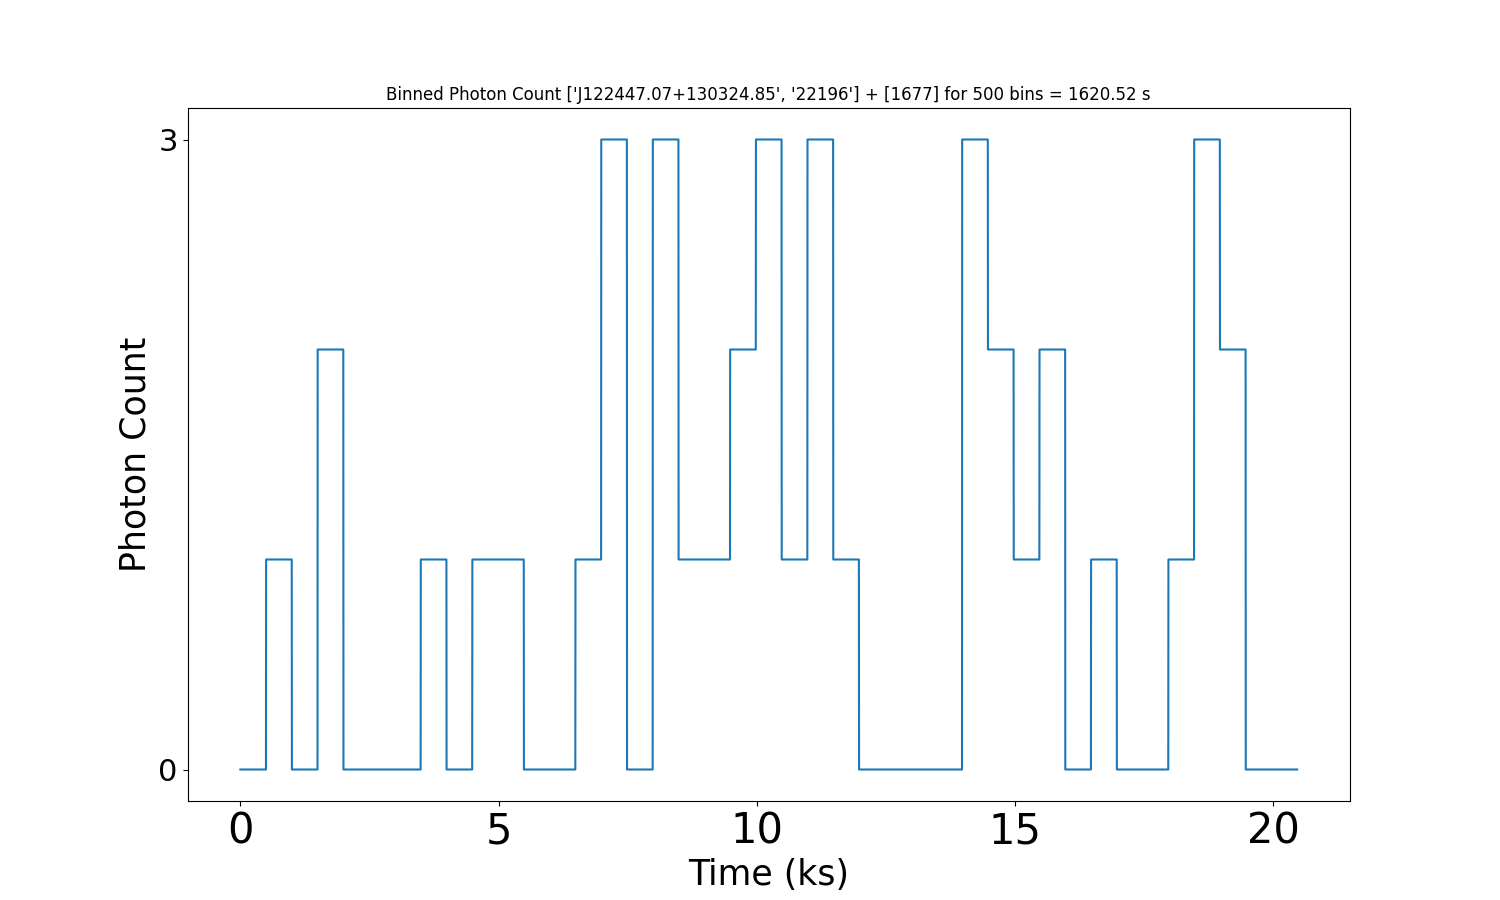 Binned Photon Count ['J122447.07+130324.85', '22196'] + [1677] for 500 bins = 1620.52 s
3
Photon Count
0
0 5 10 15 20
Time (ks)